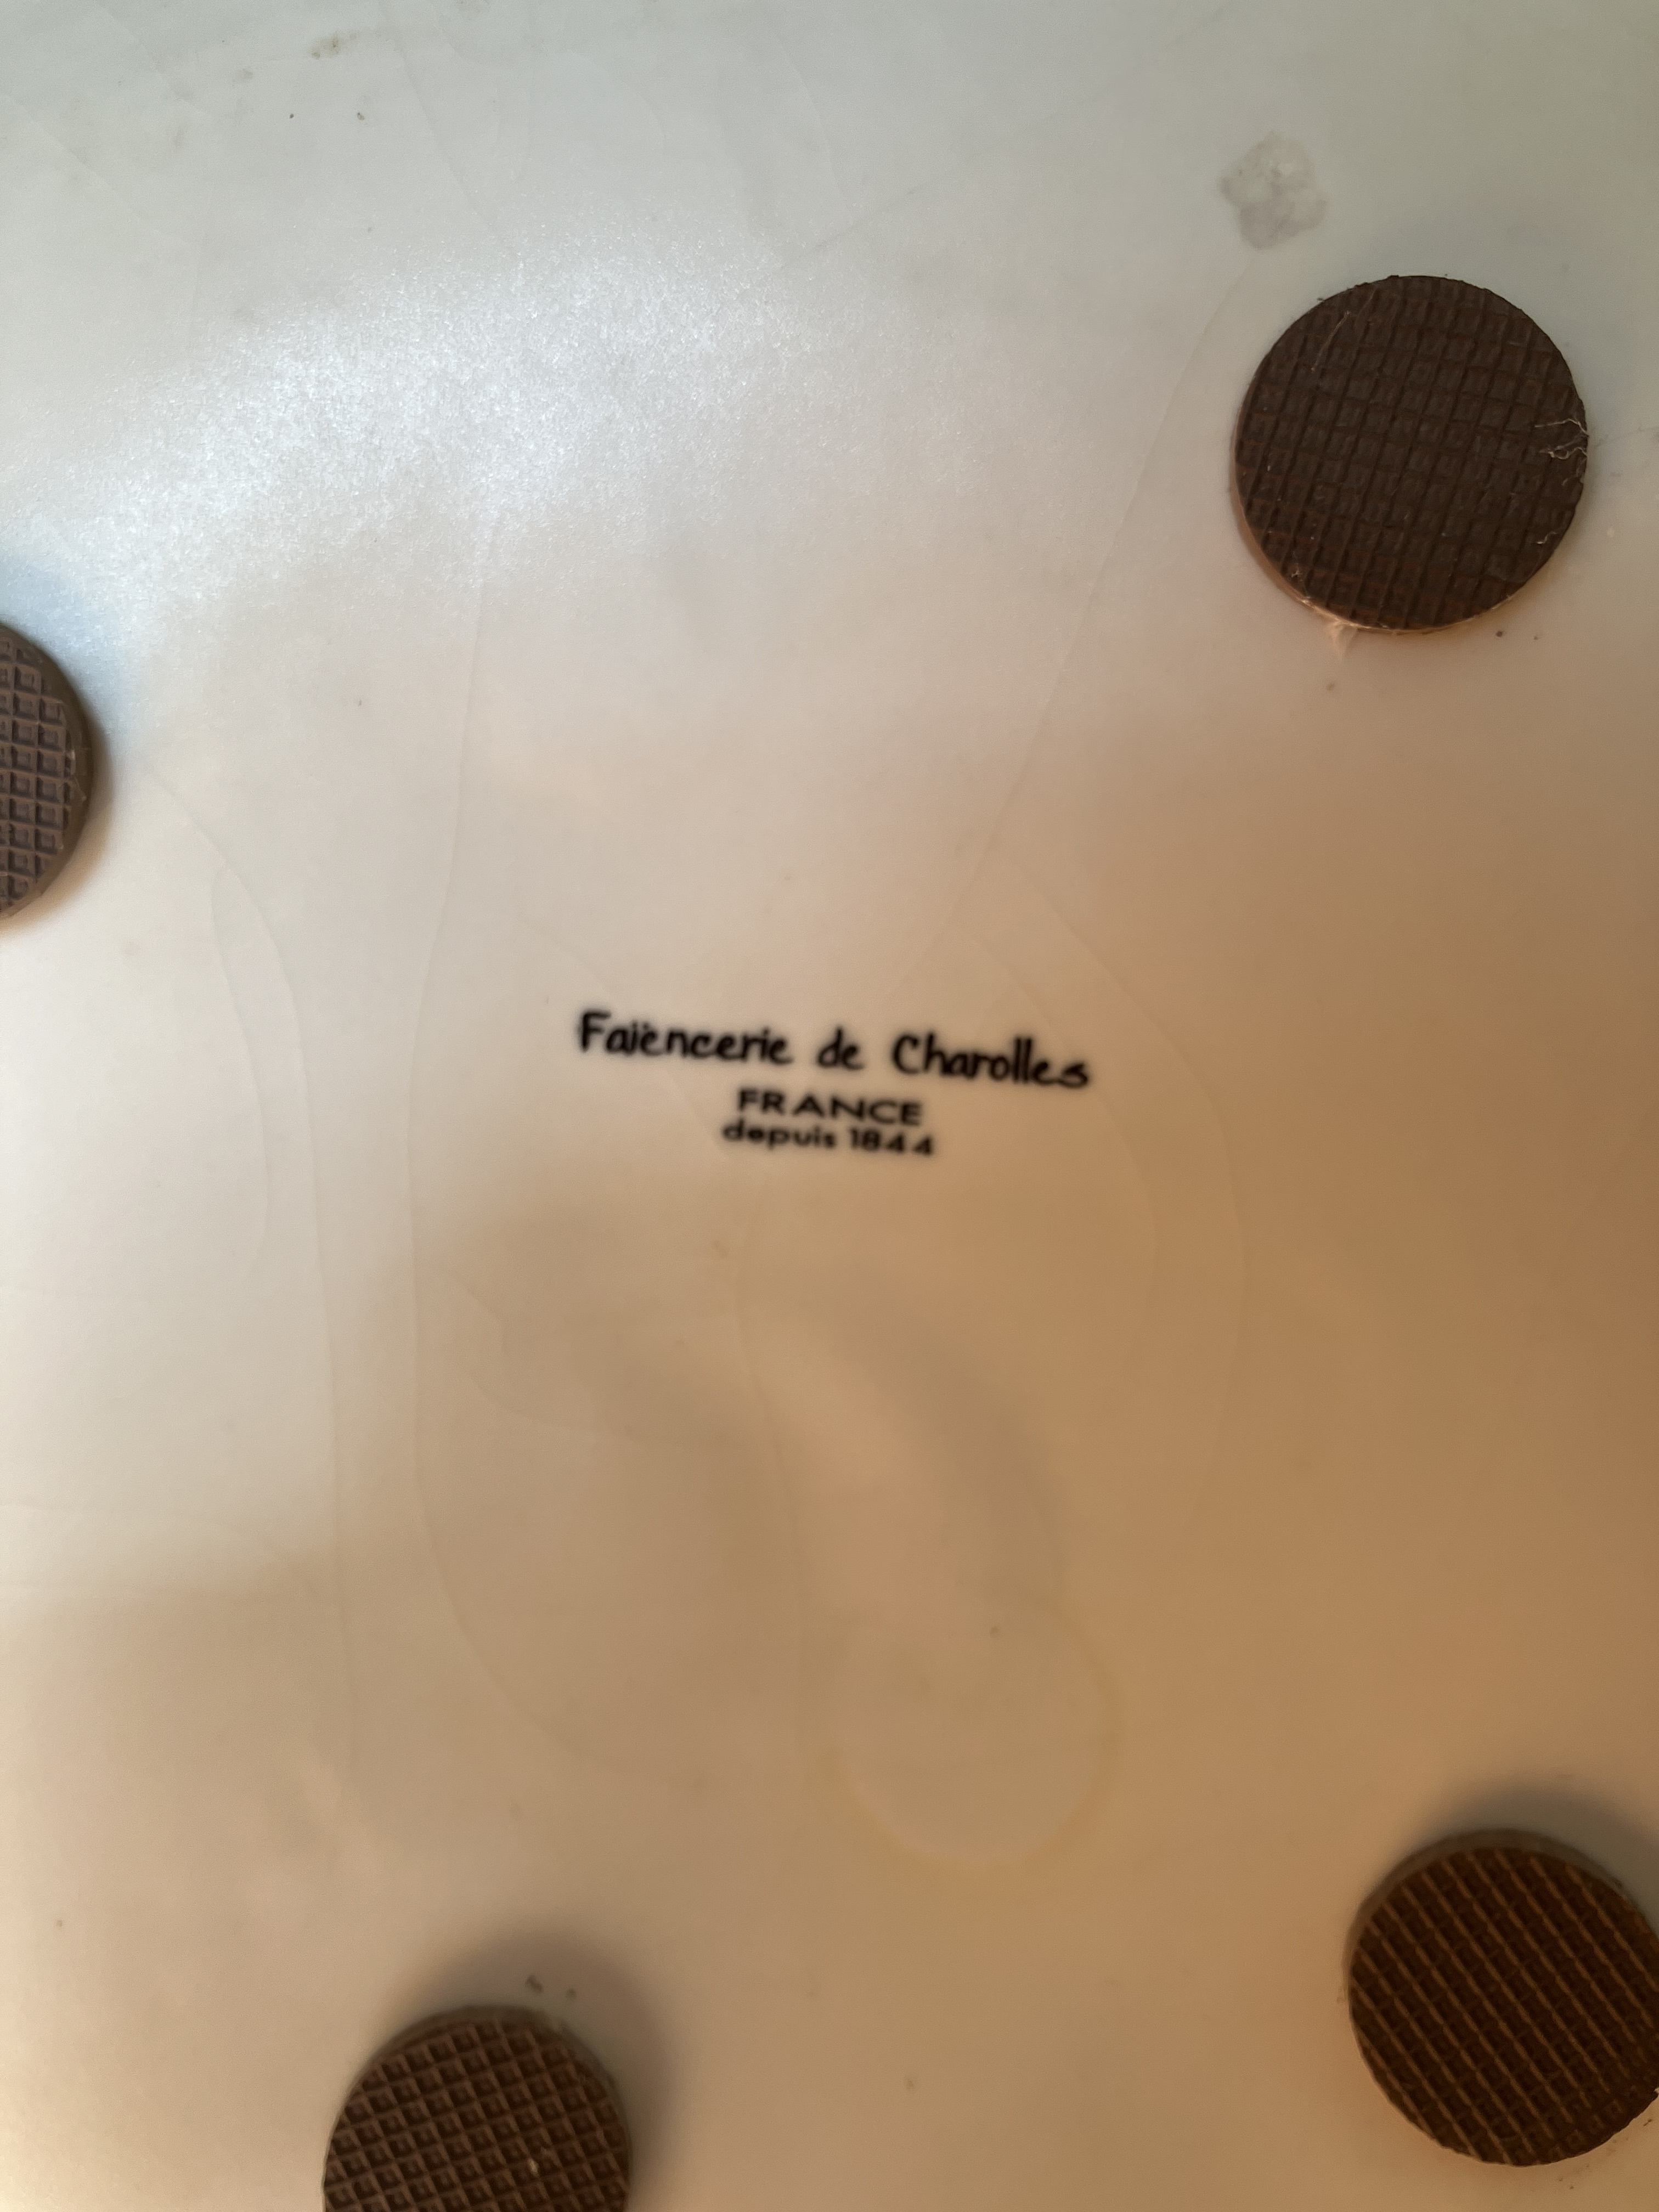 Faïencerie de Charolles
FRANCE
depuis 1844